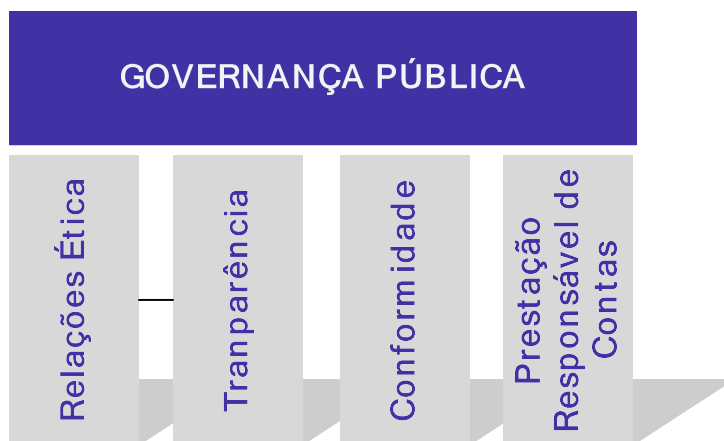 GOVERNANÇA PÚBLICA
Relações Ética
Tranparência
Conformidade
Prestação
Responsável de
Contas